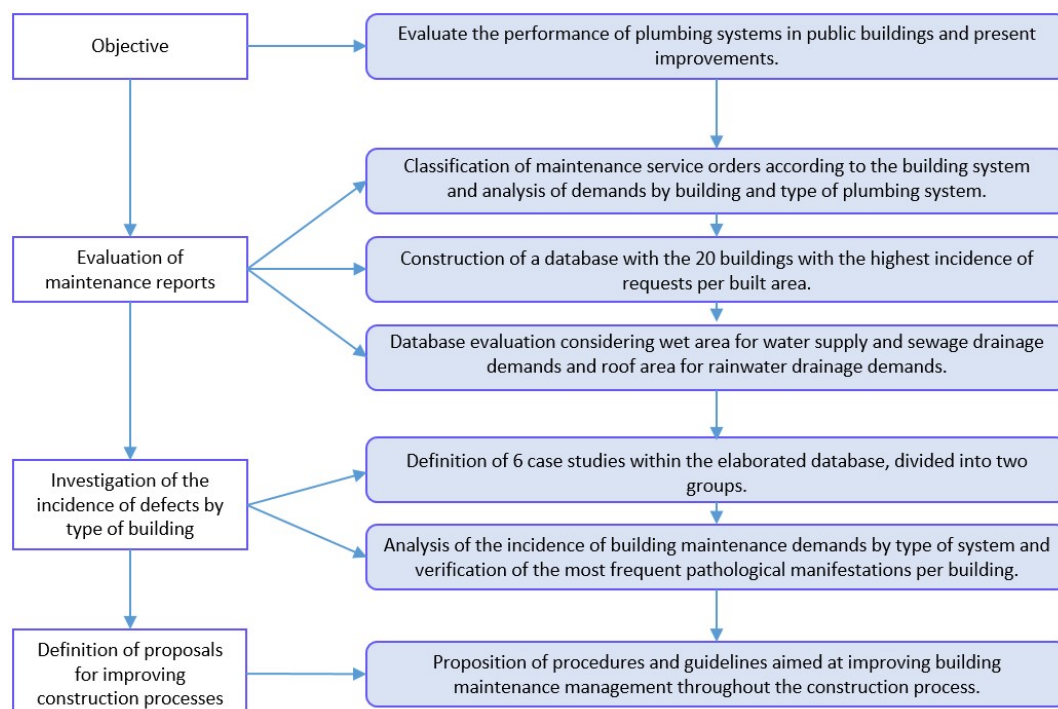 Objective
Evaluate the performance of plumbing systems in public buildings and present
improvements.
Classification of maintenance service orders according to the building system
and analysis of demands by building and type of plumbing system.
Evaluation of
maintenance reports
Construction of a database with the 20 buildings with the highest incidence of
requests per built area.
Database evaluation considering wet area for water supply and sewage drainage
demands and roof area for rainwater drainage demands.
Investigation of the
incidence of defects by
type of building
Definition of 6 case studies within the elaborated database, divided into two
groups.
Analysis of the incidence of building maintenance demands by type of system and
verification of the most frequent pathological manifestations per building.
Definition of proposals
for improving
construction processes
Proposition of procedures and guidelines aimed at improving building
maintenance management throughout the construction process.